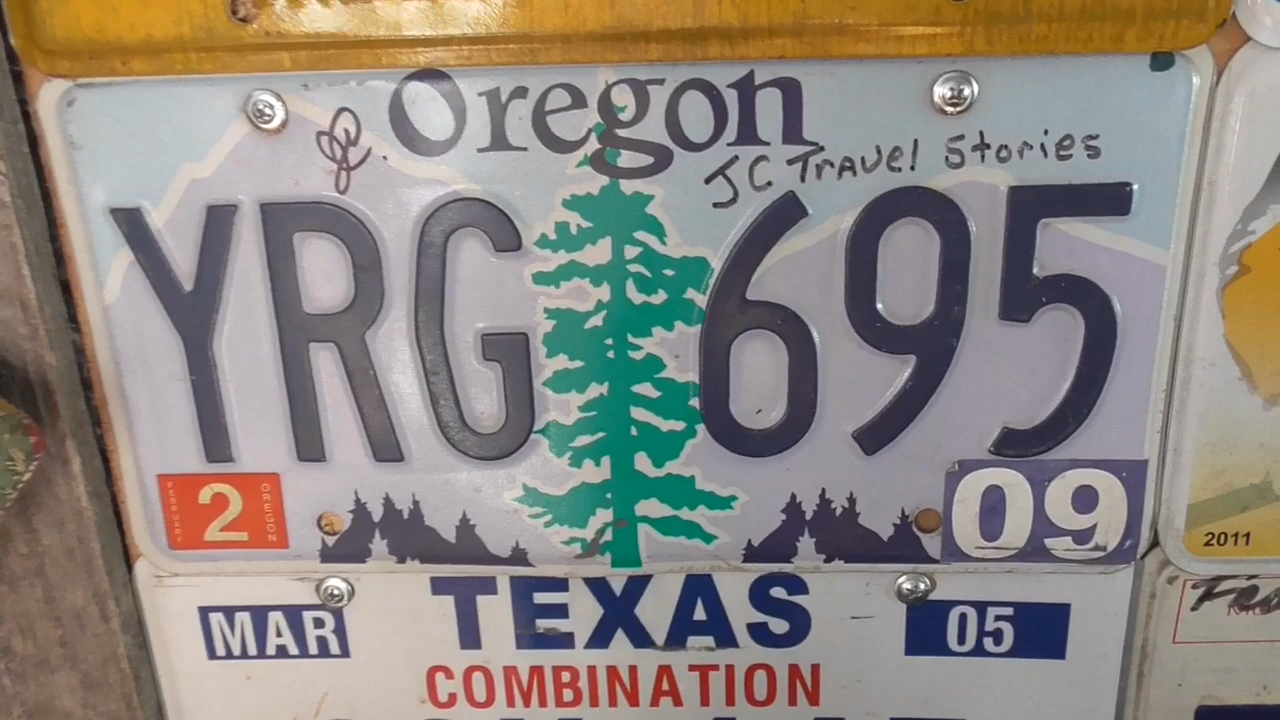 Oregon
JC Travel Stories
YRG 695
FEBRUARY 2 OREGON
09
2011
TEXAS
MAR
05
COMBINATION